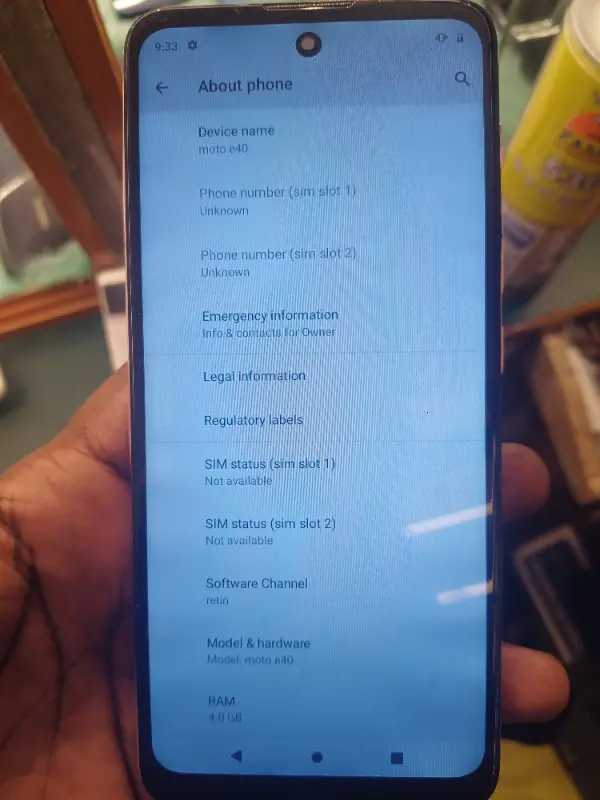 9:33
About phone
Device name
moto e40
Phone number (sim slot 1)
Unknown
Phone number (sim slot 2)
Unknown
Emergency information
Info & contacts for Owner
Legal information
Regulatory labels
SIM status (sim slot 1)
Not available
SIM status (sim slot 2)
Not available
Software Channel
retin
Model & hardware
Model: moto e40
RAM
4.0 GB